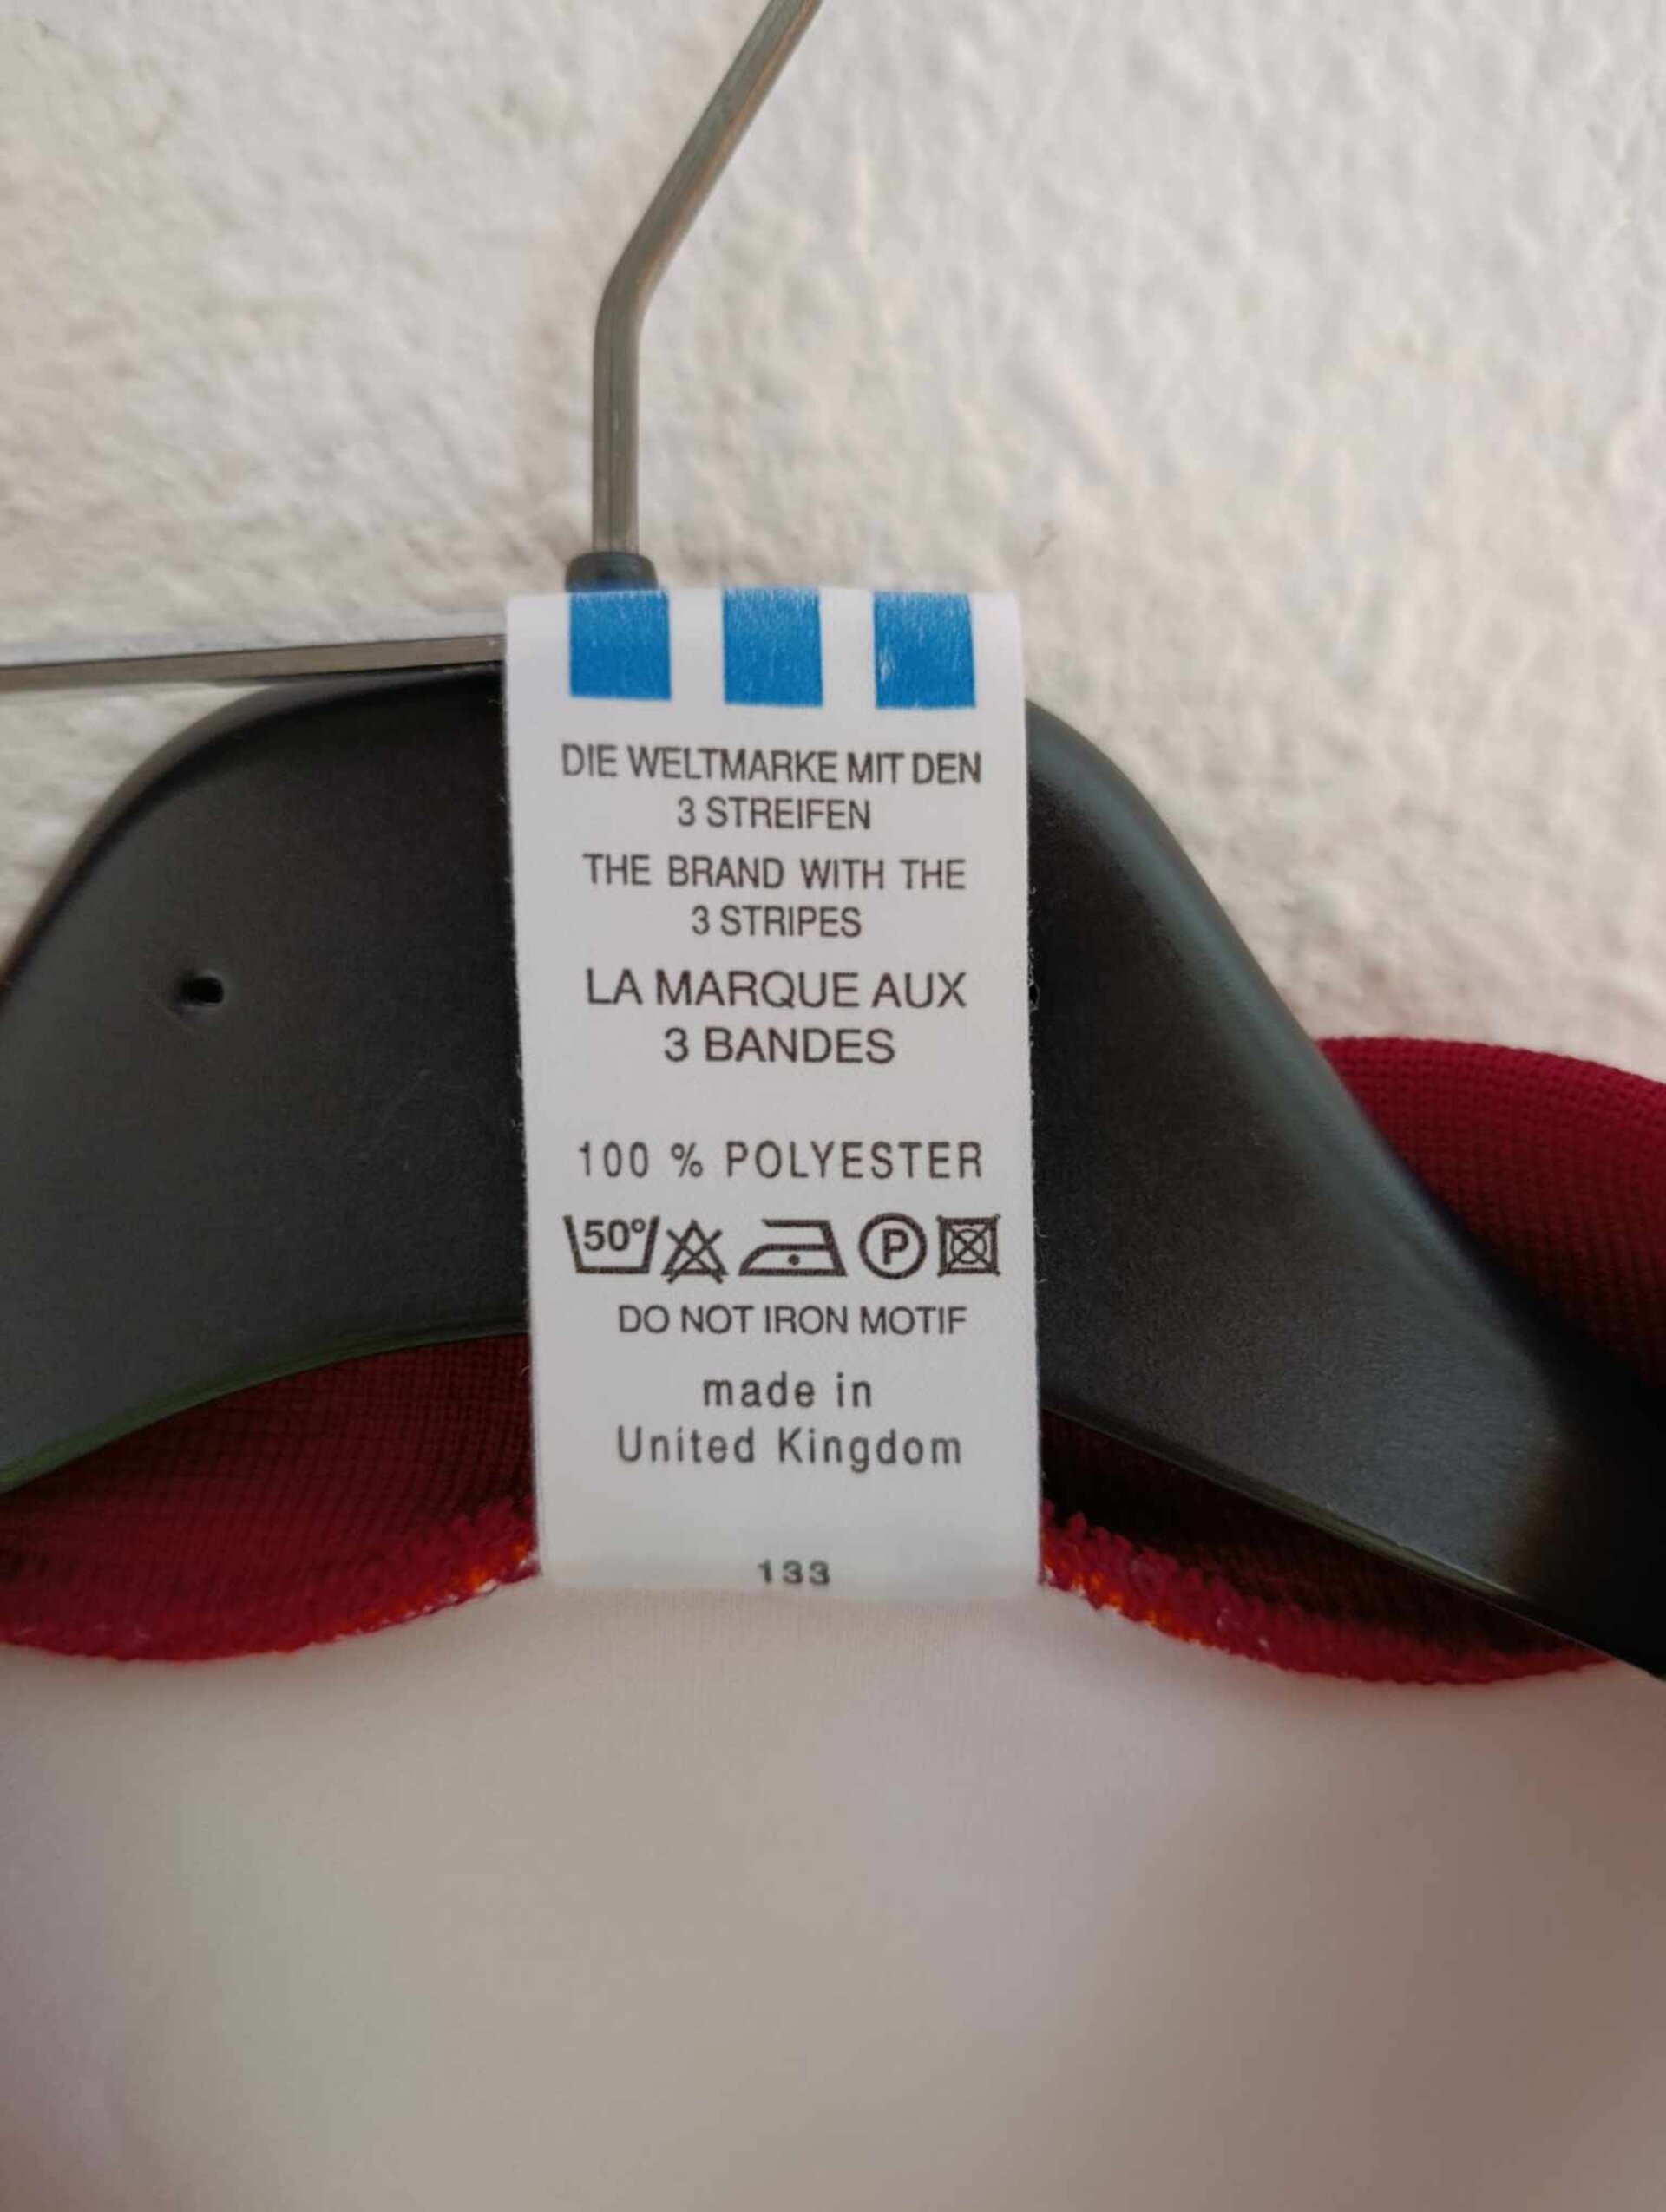 DIE WELTMARKE MIT DEN
3 STREIFEN
THE BRAND WITH THE
3 STRIPES
LA MARQUE AUX
3 BANDES
100 % POLYESTER
50° P
DO NOT IRON MOTIF
made in
United Kingdom
133